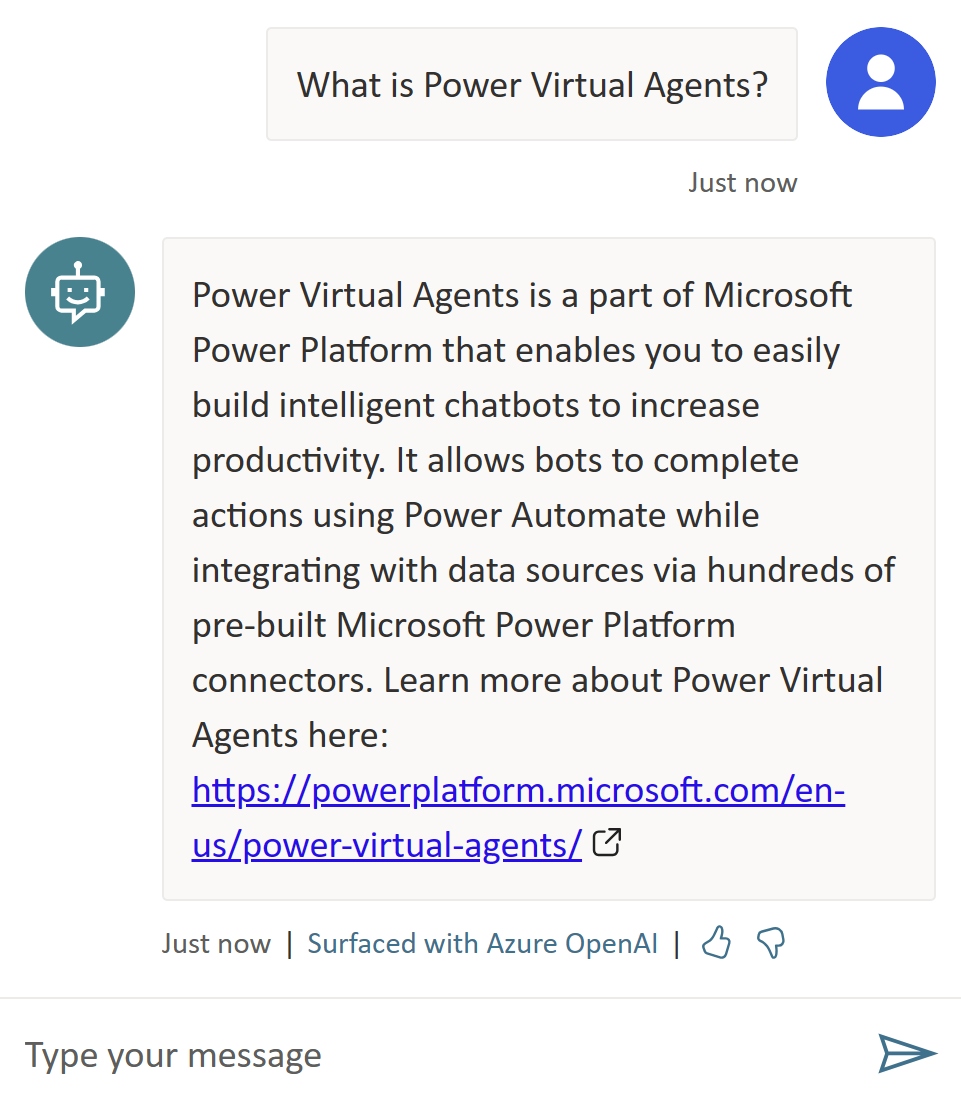 What is Power Virtual Agents?
Just now
Power Virtual Agents is a part of Microsoft
Power Platform that enables you to easily
build intelligent chatbots to increase
productivity. It allows bots to complete
actions using Power Automate while
integrating with data sources via hundreds of
pre-built Microsoft Power Platform
connectors. Learn more about Power Virtual
Agents here:
https://powerplatform.microsoft.com/en-
us/power-virtual-agents/
Just now | Surfaced with Azure OpenAI |
Type your message